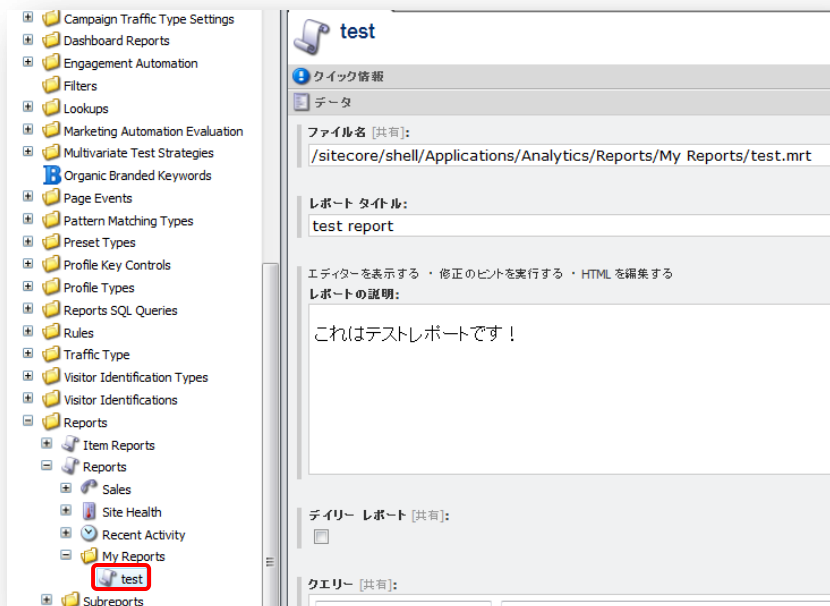 Campaign Traffic Type Settings
Dashboard Reports
Engagement Automation
Filters
Lookups
Marketing Automation Evaluation
Multivariate Test Strategies
Organic Branded Keywords
Page Events
Pattern Matching Types
Preset Types
Profile Key Controls
Profile Types
Reports SQL Queries
Rules
Traffic Type
Visitor Identification Types
Visitor Identifications
Reports
Item Reports
Reports
Sales
Site Health
Recent Activity
My Reports
test
Subreports
test
クイック情報
データ
ファイル名 [共有]:
/sitecore/shell/Applications/Analytics/Reports/My Reports/test.mrt
レポート タイトル:
test report
エディターを表示する ・ 修正のヒントを実行する ・ HTML を編集する
レポートの説明:
これはテストレポートです！
デイリー レポート [共有]:
クエリー [共有]: